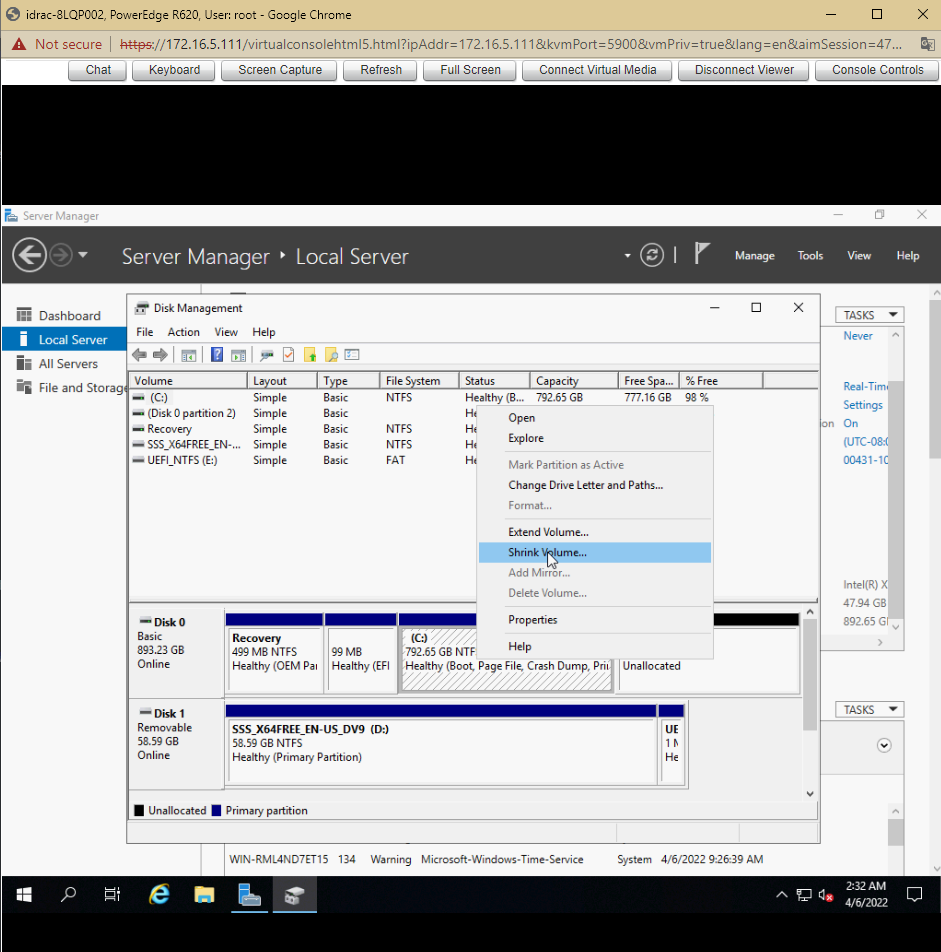 idrac-8LQP002, PowerEdge R620, User: root - Google Chrome
Not secure https://172.16.5.111/virtualconsolehtml5.html?ipAddr=172.16.5.111&kvmPort=5900&vmPriv=true&lang=en&aimSession=47...
Chat Keyboard Screen Capture Refresh Full Screen Connect Virtual Media Disconnect Viewer Console Controls
Server Manager
Server Manager Local Server
Manage Tools View Help
Dashboard
Local Server
All Servers
File and Storage
Disk Management
File Action View Help
Volume Layout Type File System Status Capacity Free Spa... % Free
(C:) Simple Basic NTFS Healthy (B... 792.65 GB 777.16 GB 98 %
(Disk 0 partition 2) Simple Basic He
Recovery Simple Basic NTFS He
SSS_X64FREE_EN-... Simple Basic NTFS He
UEFI_NTFS (E:) Simple Basic FAT He
Open
Explore
Mark Partition as Active
Change Drive Letter and Paths...
Format...
Extend Volume...
Shrink Volume...
Add Mirror...
Delete Volume...
Properties
Help
TASKS
Never
Real-Time
Settings
on On
(UTC-08:0
00431-10
Intel(R) X
47.94 GB
892.65 GB
Disk 0
Basic
893.23 GB
Online
Recovery
499 MB NTFS
Healthy (OEM Par
99 MB
Healthy (EFI
(C:)
792.65 GB NTF
Healthy (Boot, Page File, Crash Dump, Pri
Unallocated
Disk 1
Removable
58.59 GB
Online
SSS_X64FREE_EN-US_DV9 (D:)
58.59 GB NTFS
Healthy (Primary Partition)
UE
1 M
He
TASKS
Unallocated Primary partition
WIN-RML4ND7ET15 134 Warning Microsoft-Windows-Time-Service System 4/6/2022 9:26:39 AM
2:32 AM
4/6/2022